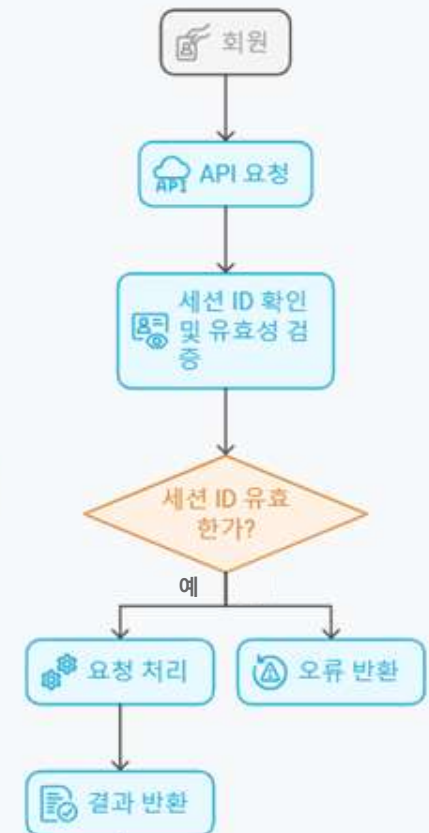 회원
API 요청
세션 ID 확인
및 유효성 검
증
세션 ID 유효
한가?
예
요청 처리
오류 반환
결과 반환